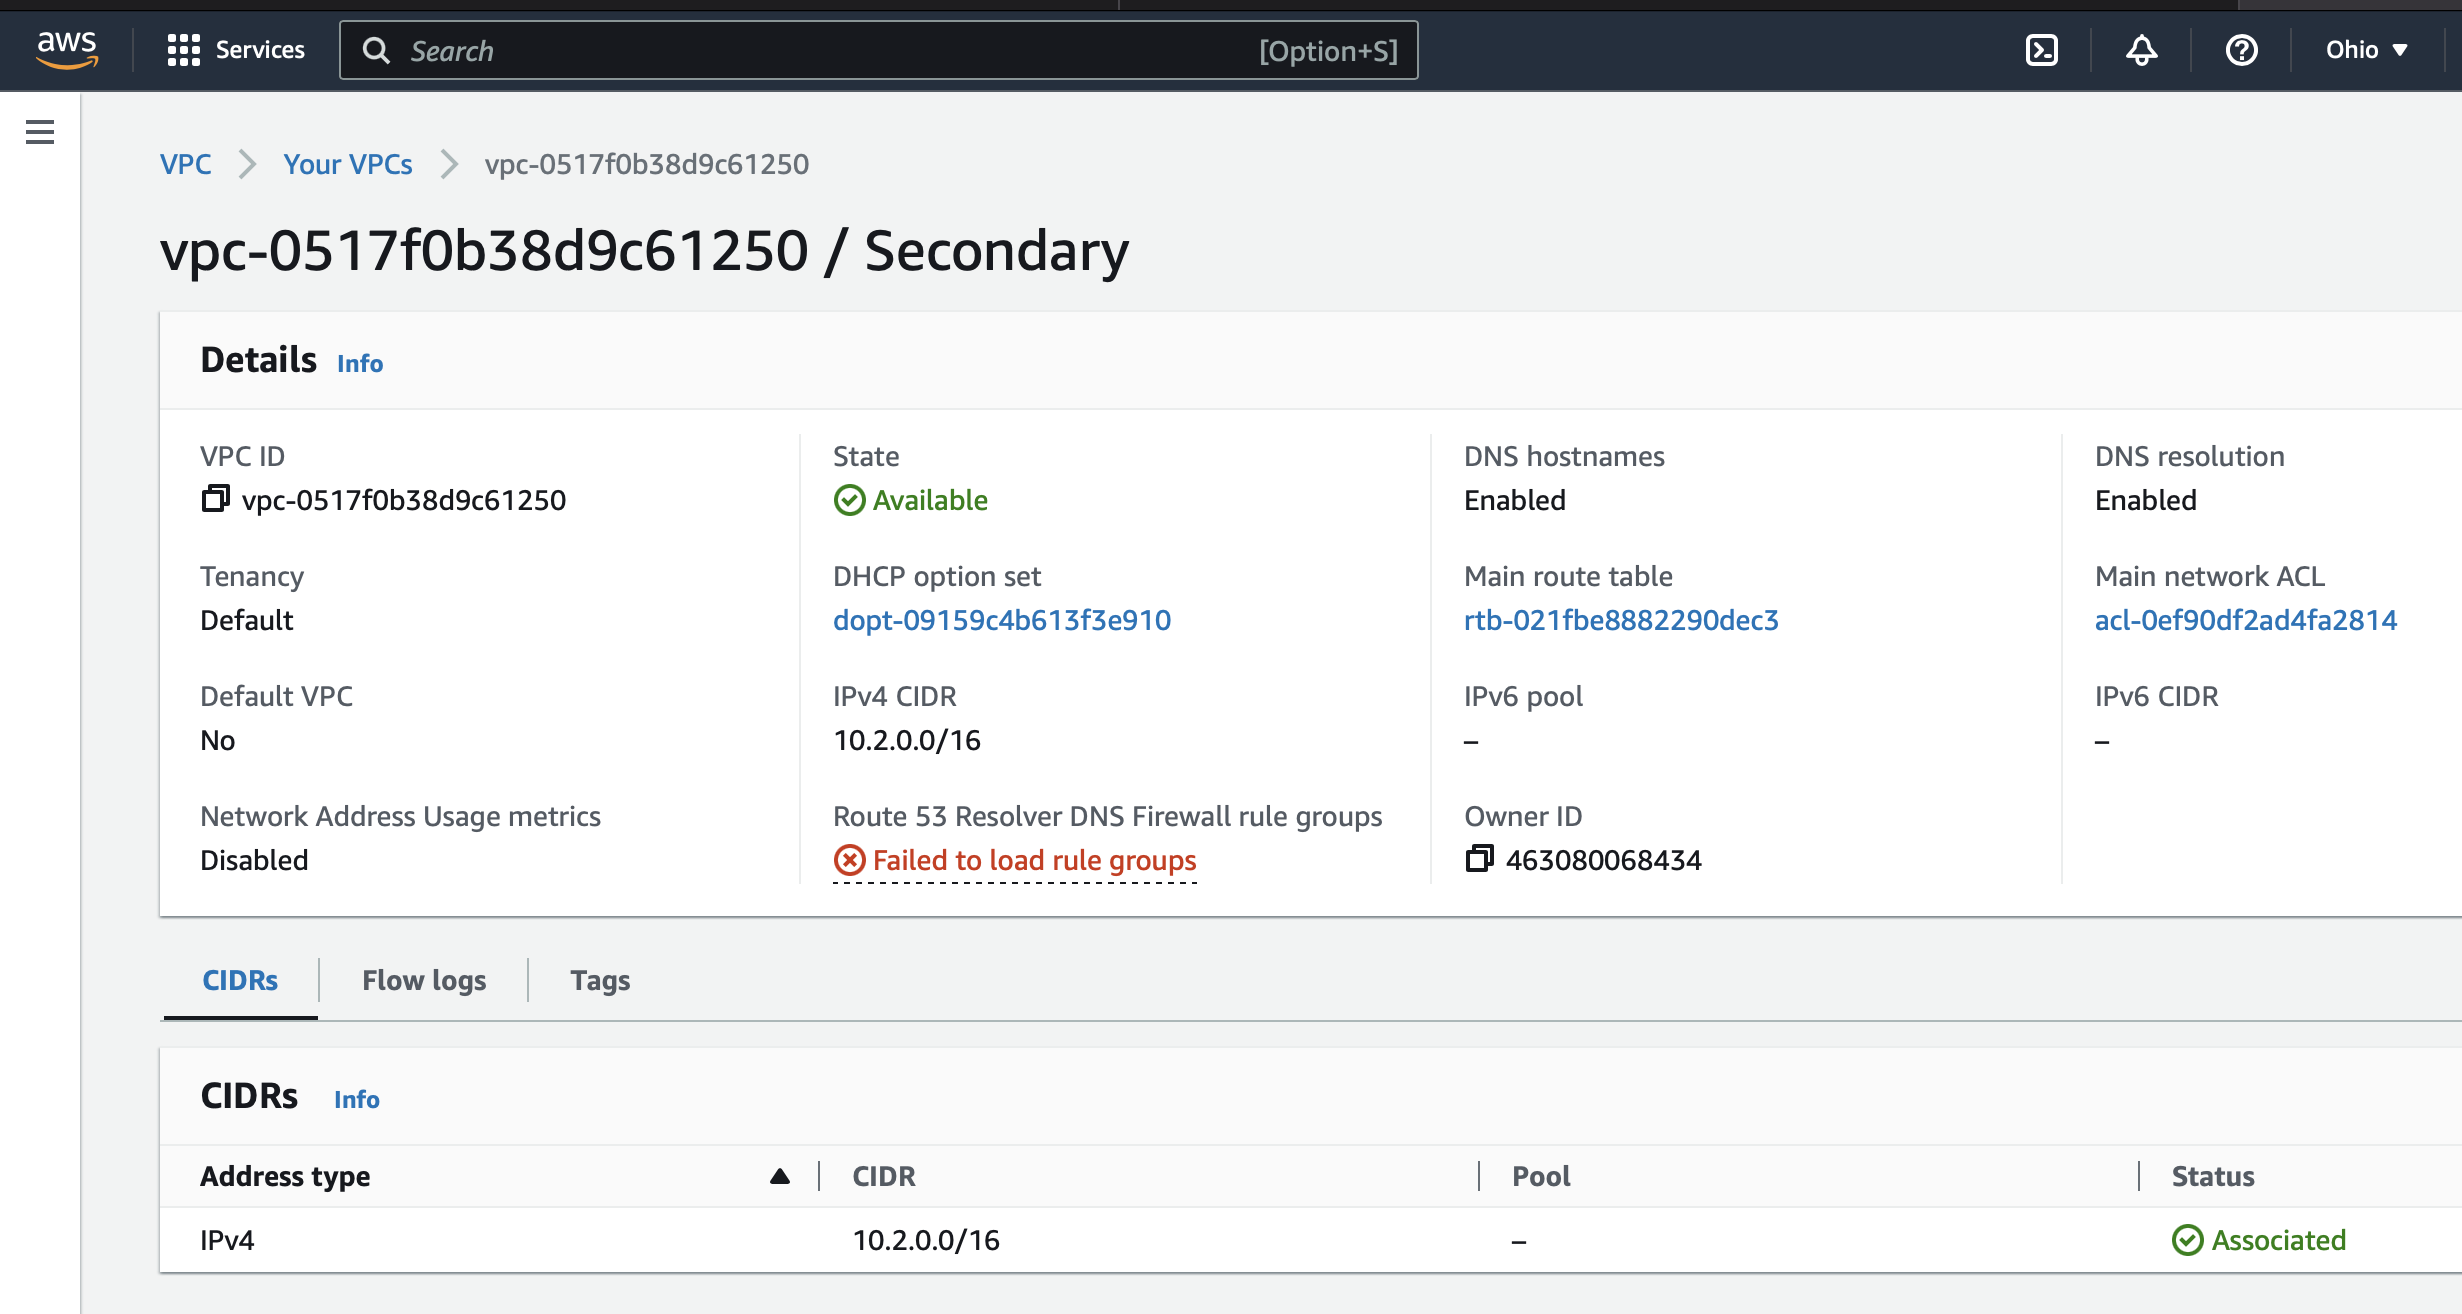 aws Services Search [Option+S] Ohio
VPC Your VPCs vpc-0517f0b38d9c61250
vpc-0517f0b38d9c61250 / Secondary
Details Info
VPC ID State DNS hostnames DNS resolution
vpc-0517f0b38d9c61250 Available Enabled Enabled
Tenancy DHCP option set Main route table Main network ACL
Default dopt-09159c4b613f3e910 rtb-021fbe8882290dec3 acl-0ef90df2ad4fa2814
Default VPC IPv4 CIDR IPv6 pool IPv6 CIDR
No 10.2.0.0/16 – –
Network Address Usage metrics Route 53 Resolver DNS Firewall rule groups Owner ID
Disabled Failed to load rule groups 463080068434
CIDRs Flow logs Tags
CIDRs Info
Address type CIDR Pool Status
IPv4 10.2.0.0/16 – Associated